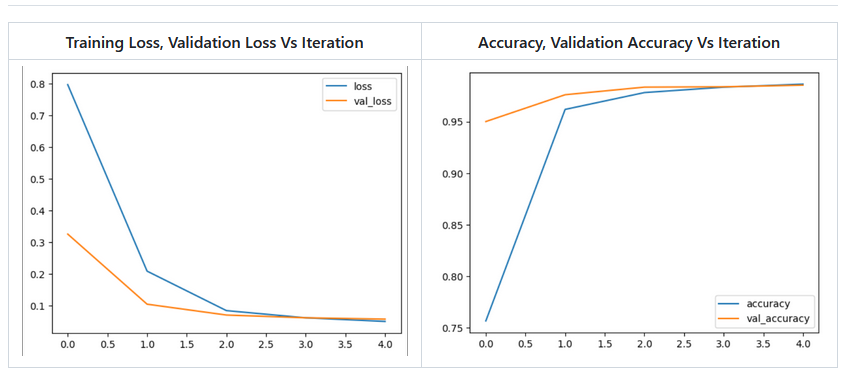 Training Loss, Validation Loss Vs Iteration
0.8
0.7
0.6
0.5
0.4
0.3
0.2
0.1
0.0 0.5 1.0 1.5 2.0 2.5 3.0 3.5 4.0
loss
val_loss
Accuracy, Validation Accuracy Vs Iteration
0.95
0.90
0.85
0.80
0.75
0.0 0.5 1.0 1.5 2.0 2.5 3.0 3.5 4.0
accuracy
val_accuracy